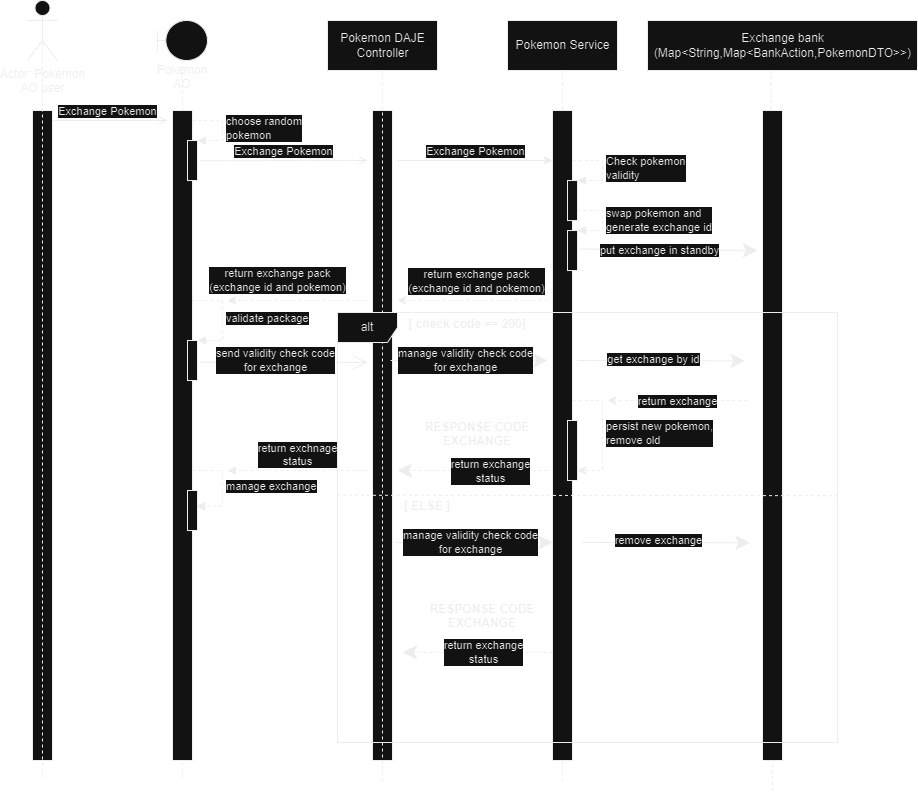 Pokemon DAJE
Controller
Pokemon Service
Exchange bank
(Map<String,Map<BankAction,PokemonDTO>>)
Actor: Pokemon
AO user
Pokemon
AO
Exchange Pokemon
choose random
pokemon
Exchange Pokemon
Exchange Pokemon
Check pokemon
validity
swap pokemon and
generate exchange id
put exchange in standby
return exchange pack
(exchange id and pokemon)
return exchange pack
(exchange id and pokemon)
validate package
alt
[ check code == 200]
send validity check code
for exchange
manage validity check code
for exchange
get exchange by id
return exchange
persist new pokemon,
remove old
RESPONSE CODE
EXCHANGE
return exchnage
status
return exchange
status
manage exchange
[ ELSE ]
manage validity check code
for exchange
remove exchange
RESPONSE CODE
EXCHANGE
return exchange
status